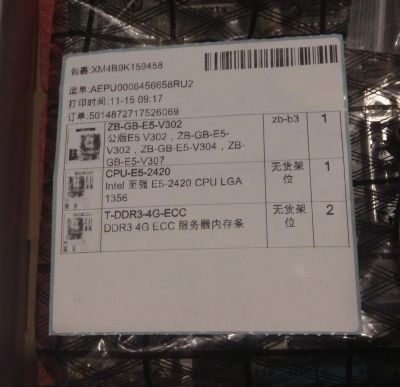 包裹:XM4B9K159458
运单:AEPU0006456658RU2
打印时间:11-15 09:17
订单:5014872717526089
ZB-GB-E5-V302 zb-b3 1
公版E5 V302，ZB-GB-E5-
V302，ZB-GB-E5-V304，ZB-
GB-E5-V307
CPU-E5-2420 无货架 1
Intel 至强 E5-2420 CPU LGA 位
1356
T-DDR3-4G-ECC 无货架 2
DDR3 4G ECC 服务器内存条 位